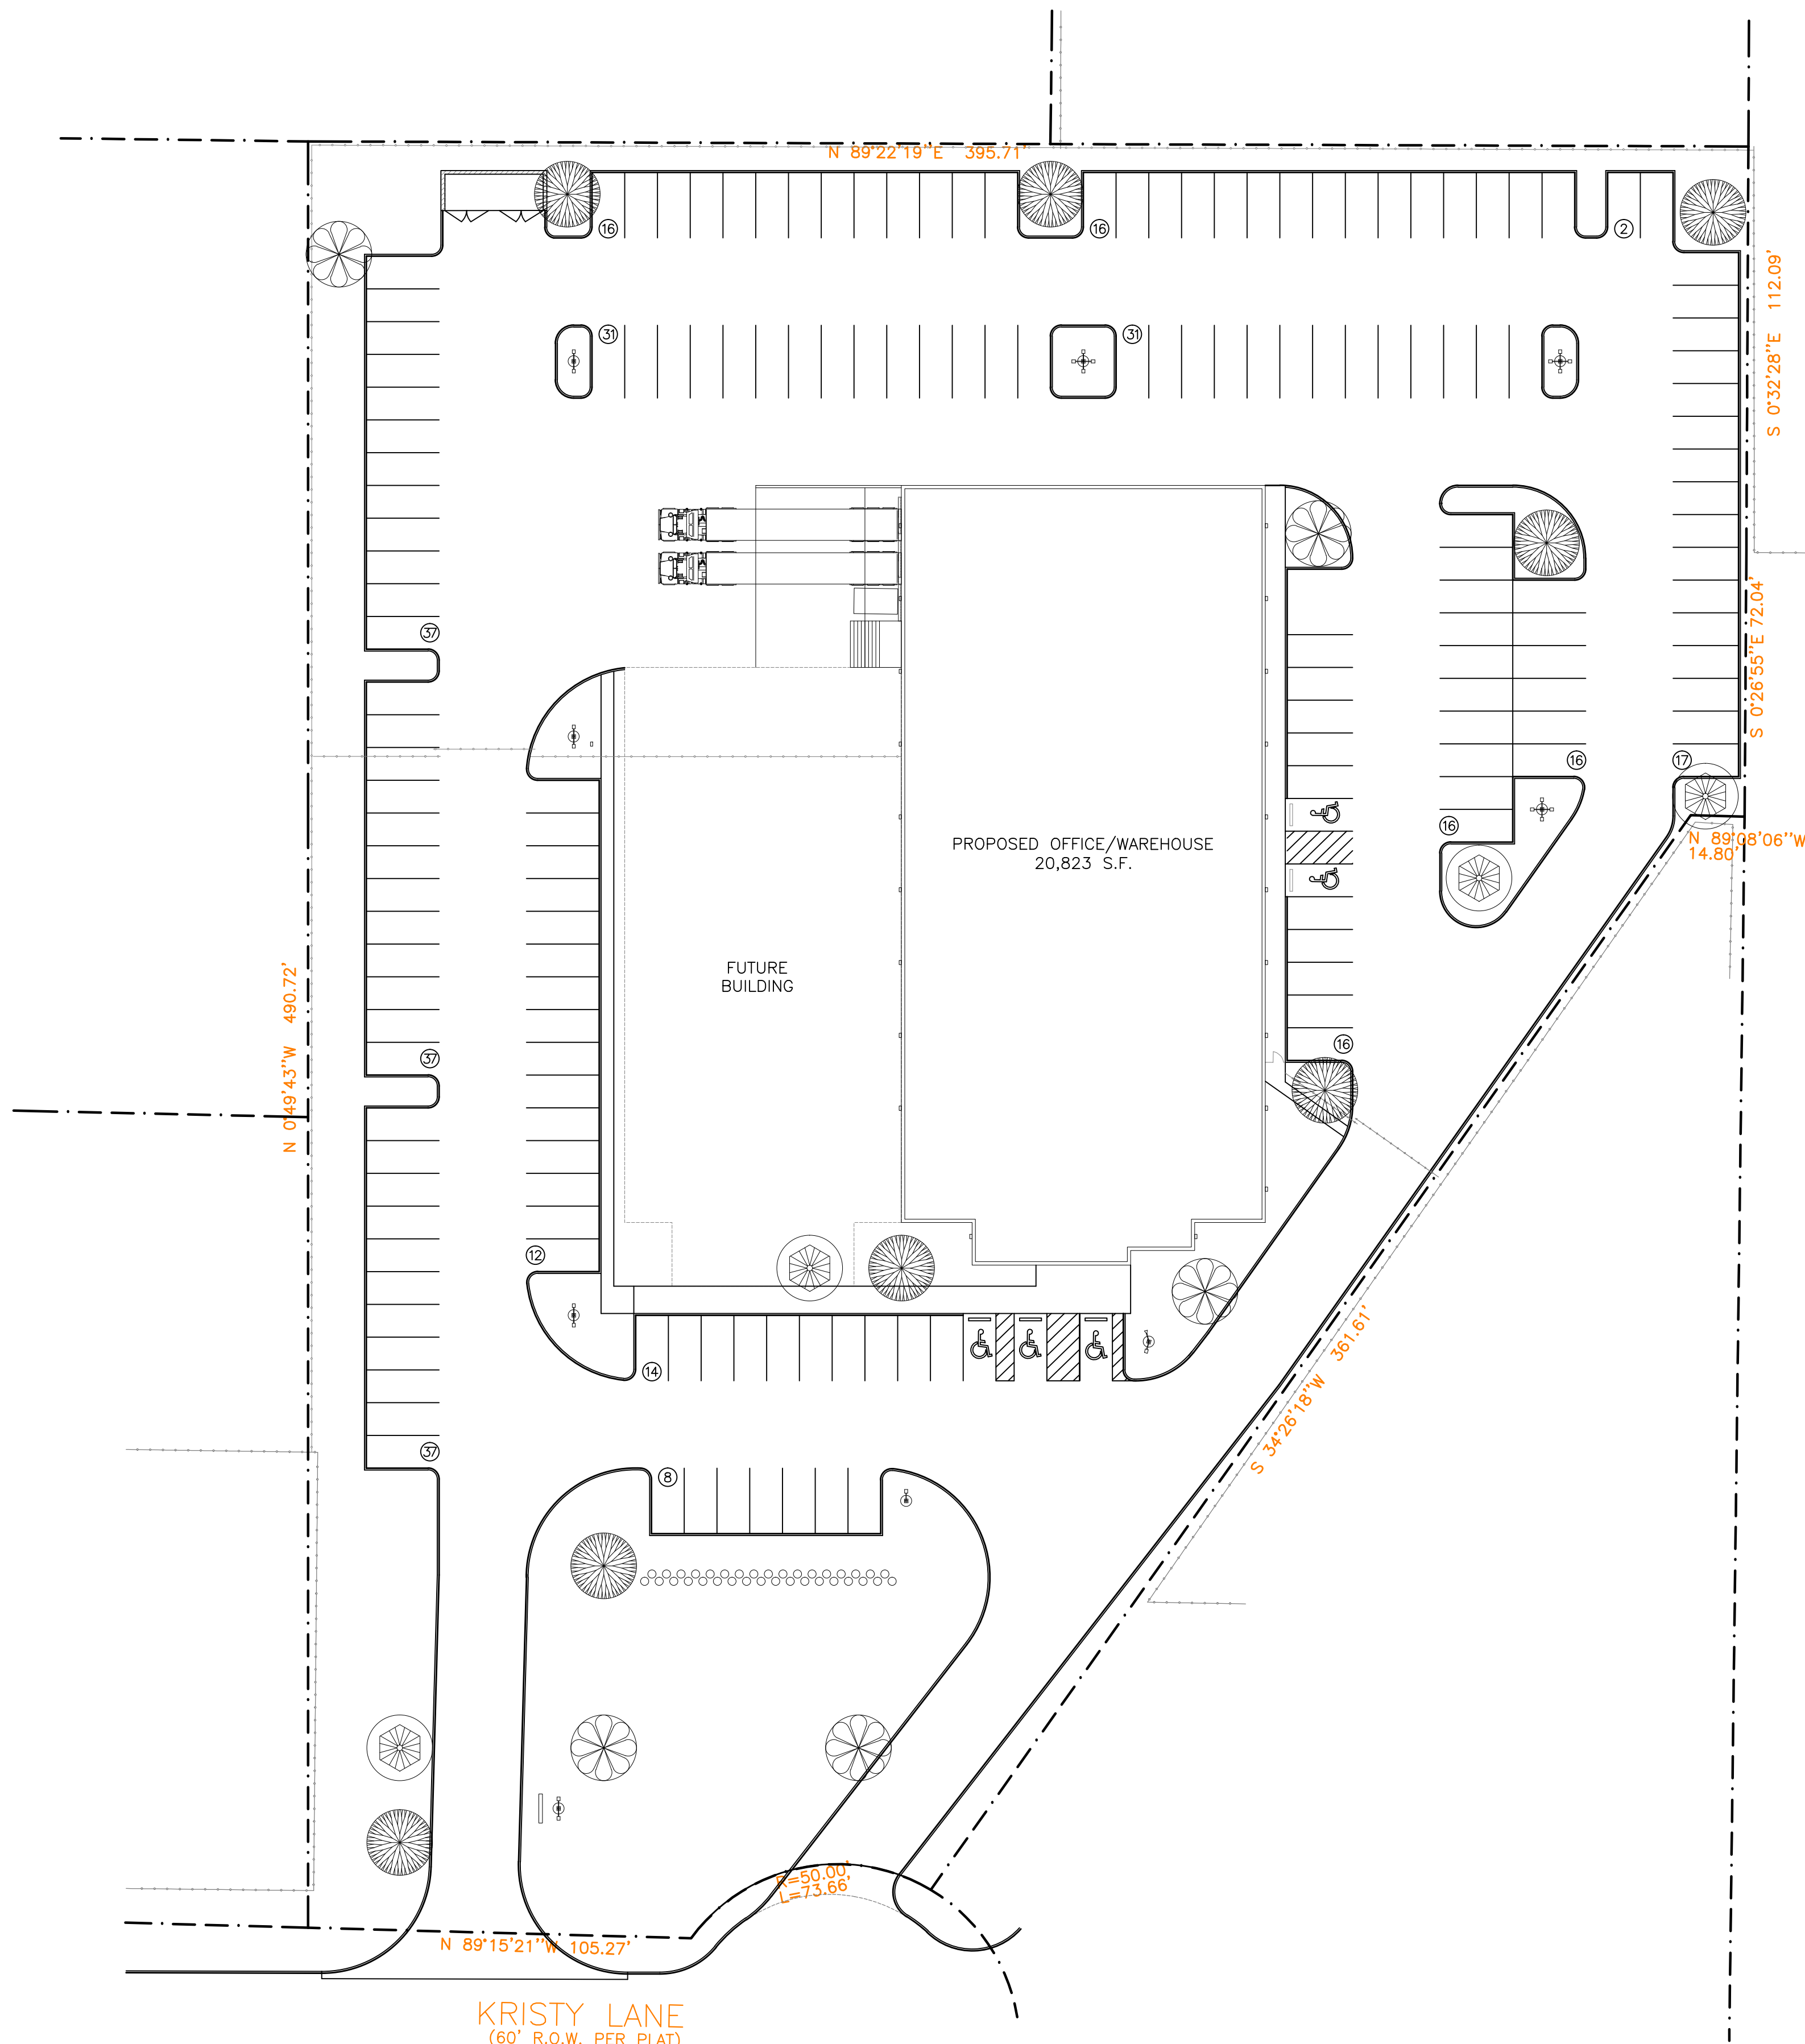 N 89°22'19"E 395.71'
16
16
2
S 0°32'28"E 112.09'
31
31
37
S 0°26'55"E 72.04'
16
17
16
N 89°08'06"W
14.80'
PROPOSED OFFICE/WAREHOUSE
20,823 S.F.
FUTURE
BUILDING
N 0°49'43"W 490.72'
37
16
12
14
S 34°26'18"W 361.61'
37
8
R=50.00'
L=73.66'
N 89°15'21"W 105.27'
KRISTY LANE
(60' R.O.W. PER PLAT)